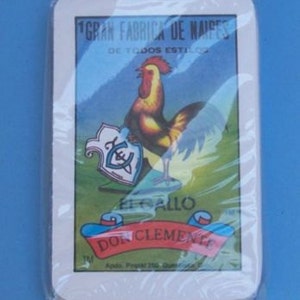 1 GRAN FABRICA DE NAIPES
DE TODOS ESTILOS
EL GALLO
DON CLEMENTE